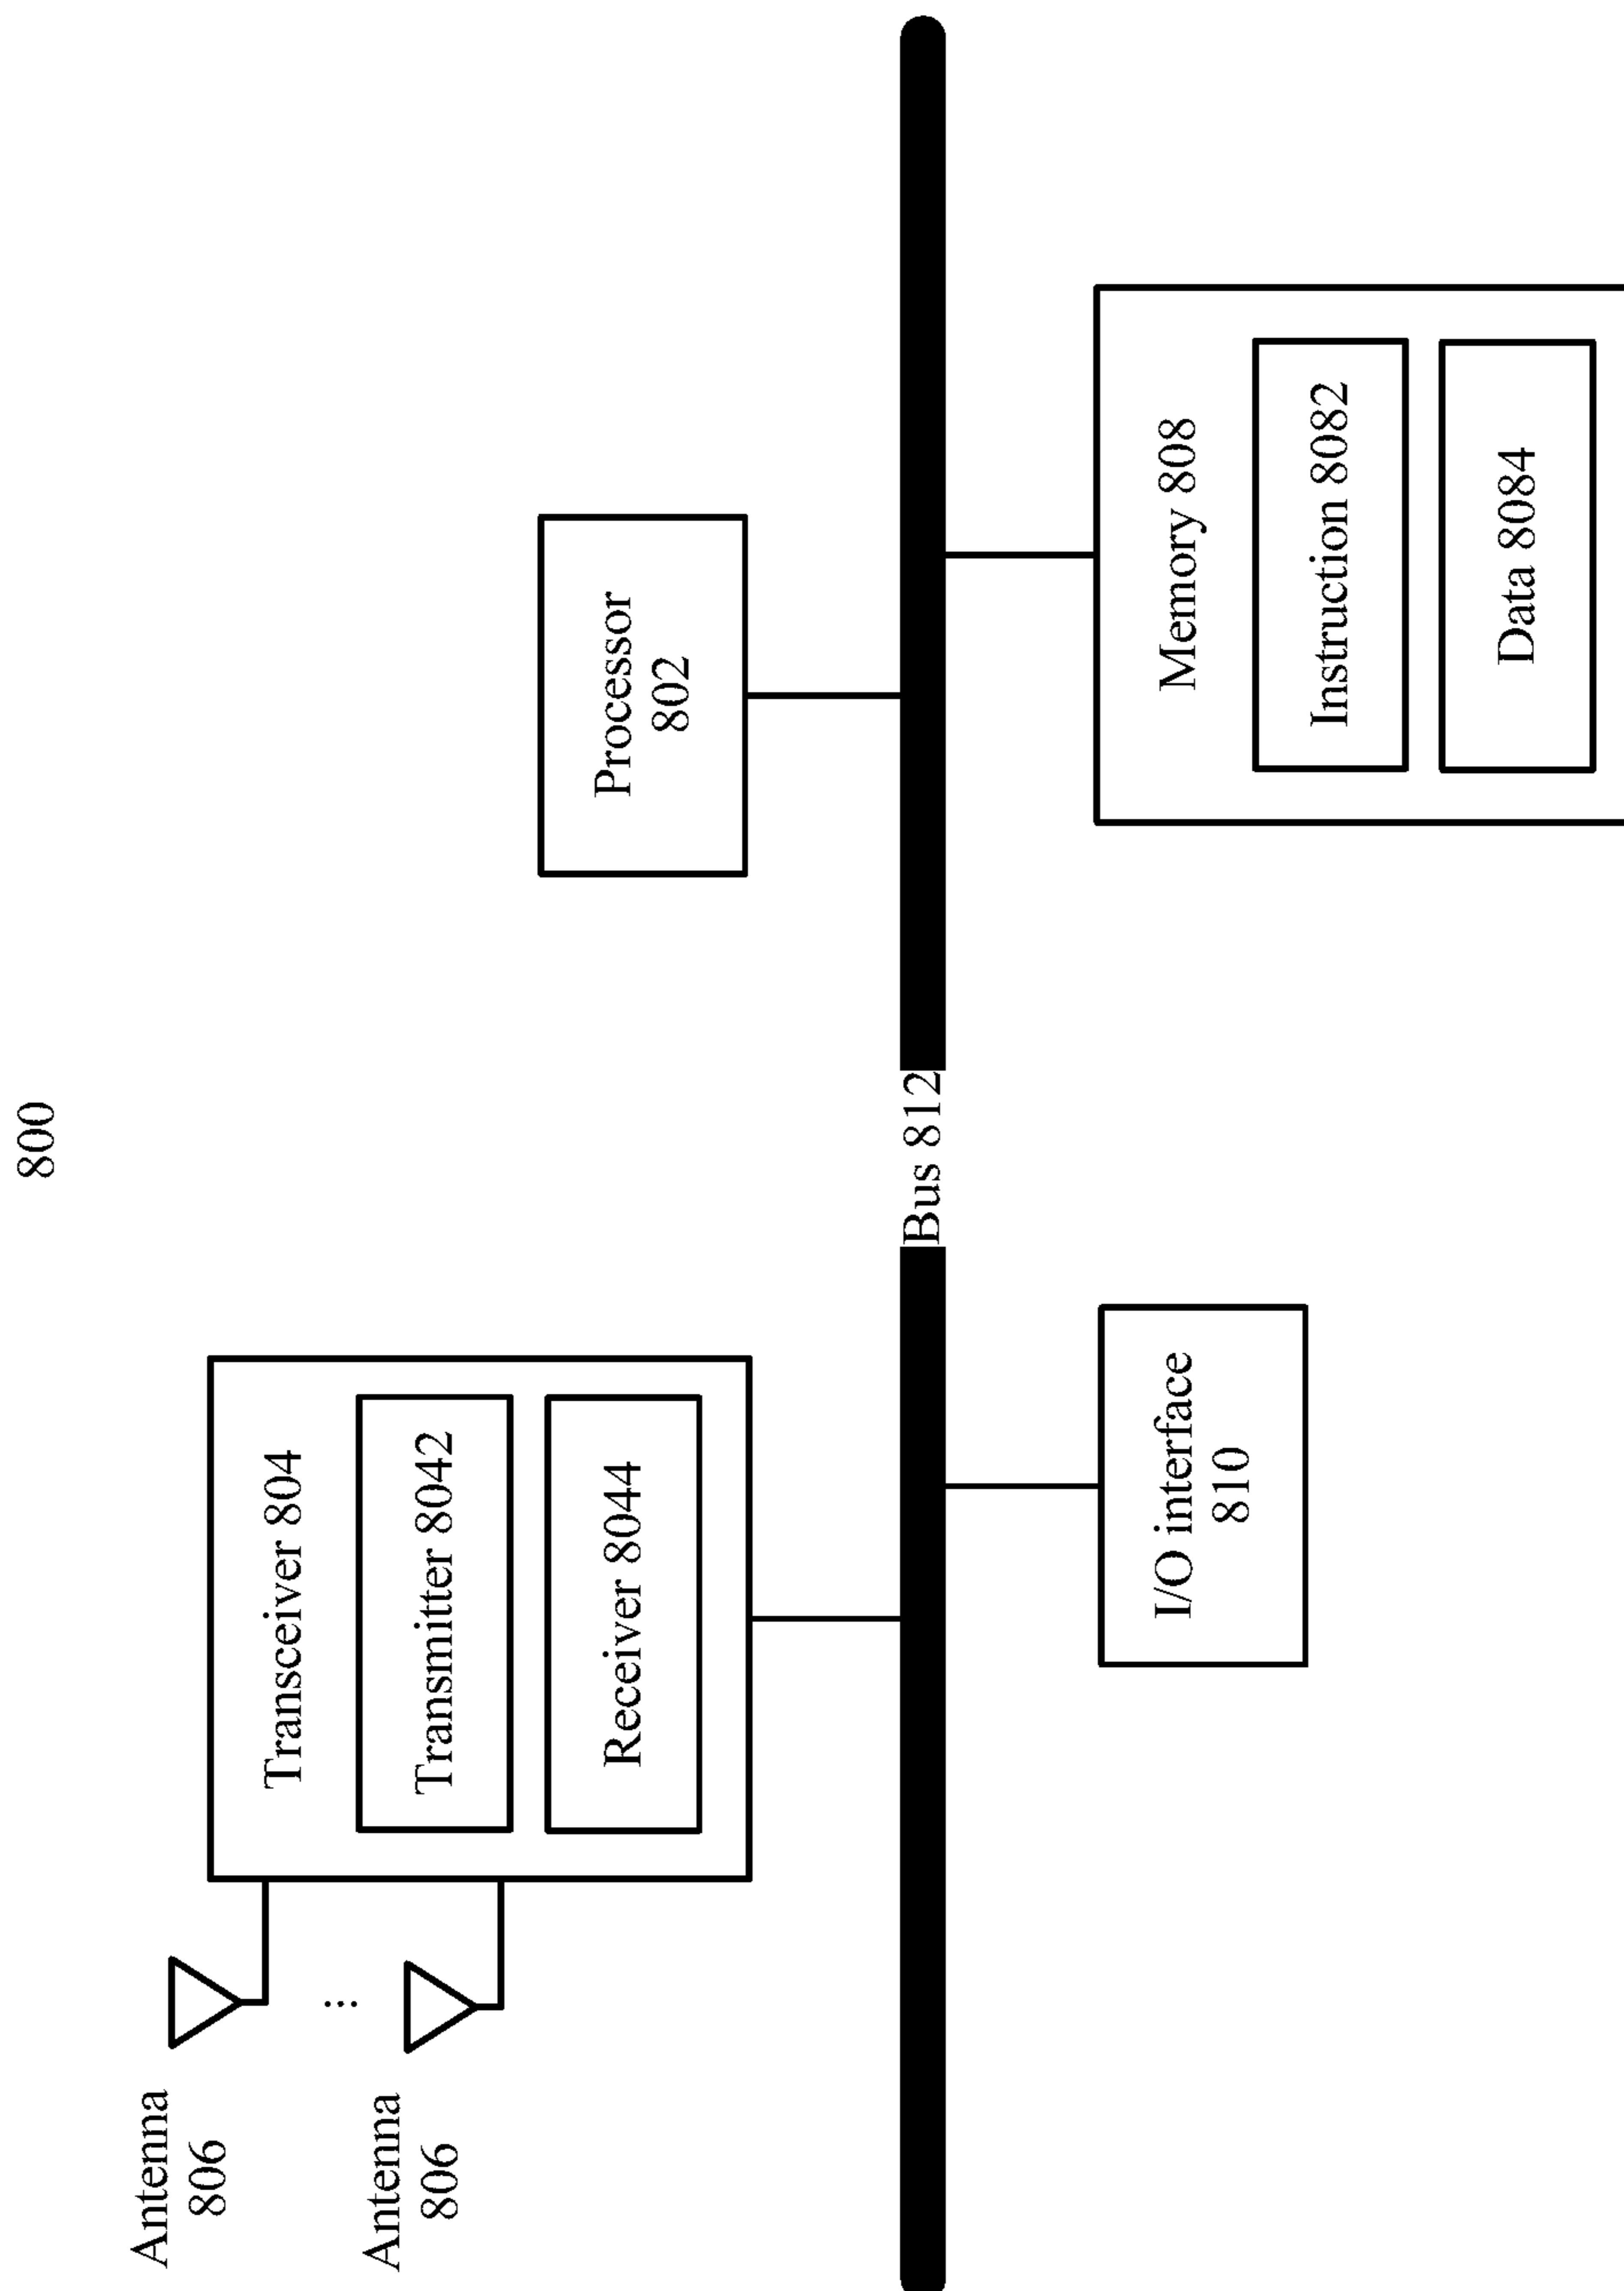 800
Antenna
806
Antenna
806
Transceiver 804
Transmitter 8042
Receiver 8044
Processor
802
Bus 812
I/O interface
810
Memory 808
Instruction 8082
Data 8084